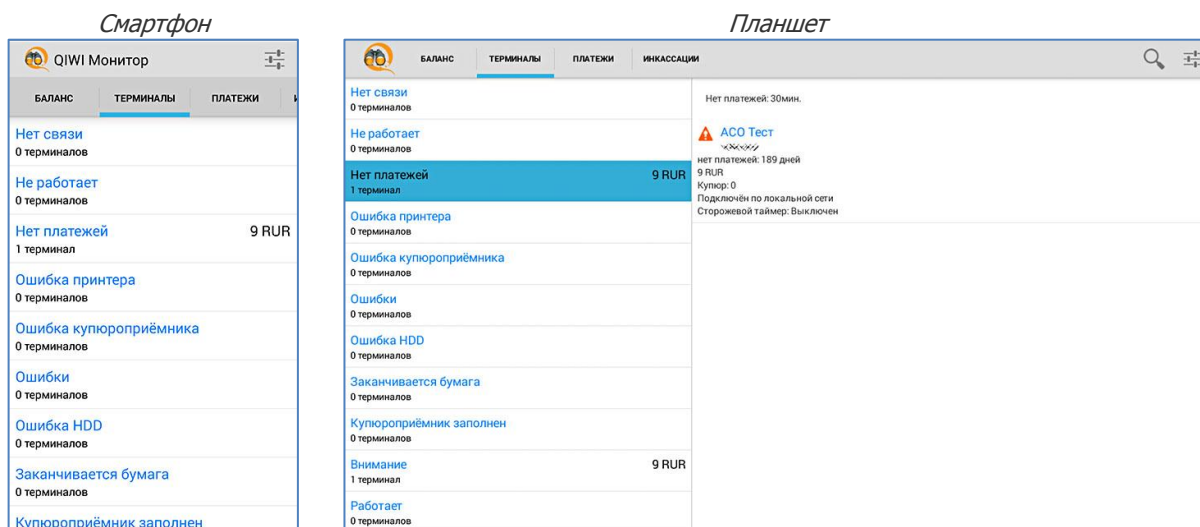 Смартфон
QIWI Монитор
БАЛАНС ТЕРМИНАЛЫ ПЛАТЕЖИ
Нет связи
0 терминалов
Не работает
0 терминалов
Нет платежей 9 RUR
1 терминал
Ошибка принтера
0 терминалов
Ошибка купюроприёмника
0 терминалов
Ошибки
0 терминалов
Ошибка HDD
0 терминалов
Заканчивается бумага
0 терминалов
Купюроприёмник заполнен
Планшет
БАЛАНС ТЕРМИНАЛЫ ПЛАТЕЖИ ИНКАССАЦИИ
Нет связи
0 терминалов
Не работает
0 терминалов
Нет платежей 9 RUR
1 терминал
Ошибка принтера
0 терминалов
Ошибка купюроприёмника
0 терминалов
Ошибки
0 терминалов
Ошибка HDD
0 терминалов
Заканчивается бумага
0 терминалов
Купюроприёмник заполнен
0 терминалов
Внимание 9 RUR
1 терминал
Работает
0 терминалов
Нет платежей: 30мин.
АСО Тест
нет платежей: 189 дней
9 RUR
Купюр: 0
Подключён по локальной сети
Сторожевой таймер: Выключен